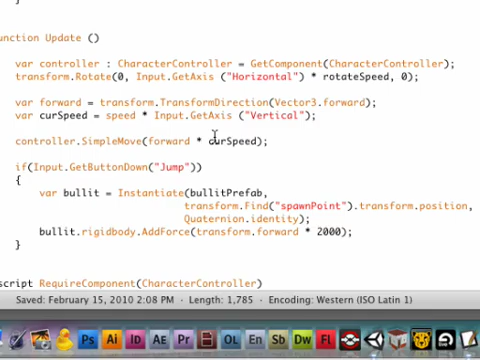 unction Update ()
var controller : CharacterController = GetComponent(CharacterController);
transform.Rotate(0, Input.GetAxis ("Horizontal") * rotateSpeed, 0);
var forward = transform.TransformDirection(Vector3.forward);
var curSpeed = speed * Input.GetAxis ("Vertical");
controller.SimpleMove(forward * curSpeed);
if(Input.GetButtonDown("Jump"))
{
var bullit = Instantiate(bullitPrefab,
transform.Find("spawnPoint").transform.position,
Quaternion.identity);
bullit.rigidbody.AddForce(transform.forward * 2000);
}
script RequireComponent(CharacterController)
Saved: February 15, 2010 2:08 PM
Length: 1,785
Encoding: Western (ISO Latin 1)
Ps Ai Id AE Pr OL En Sb Dw Fl